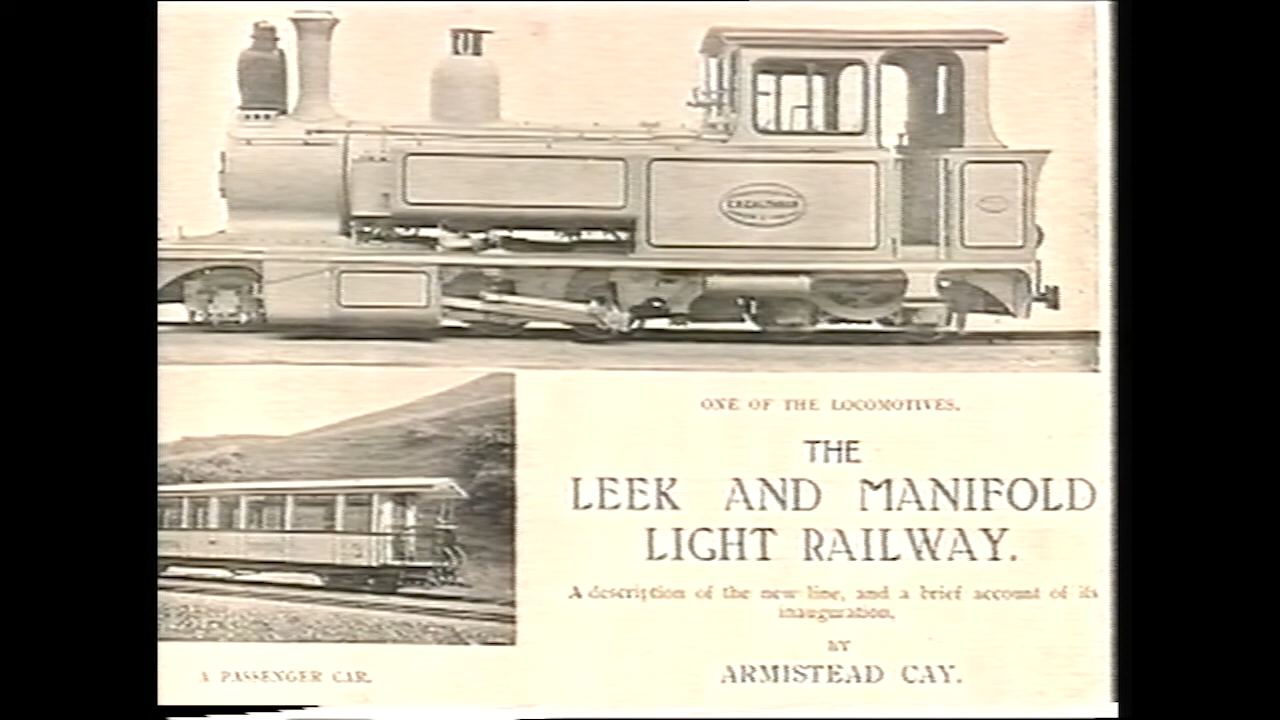 E.R.CALTHROP
ONE OF THE LOCOMOTIVES.
THE
LEEK AND MANIFOLD
LIGHT RAILWAY.
A description of the new line, and a brief account of its
inauguration.
BY
ARMISTEAD CAY.
A PASSENGER CAR.